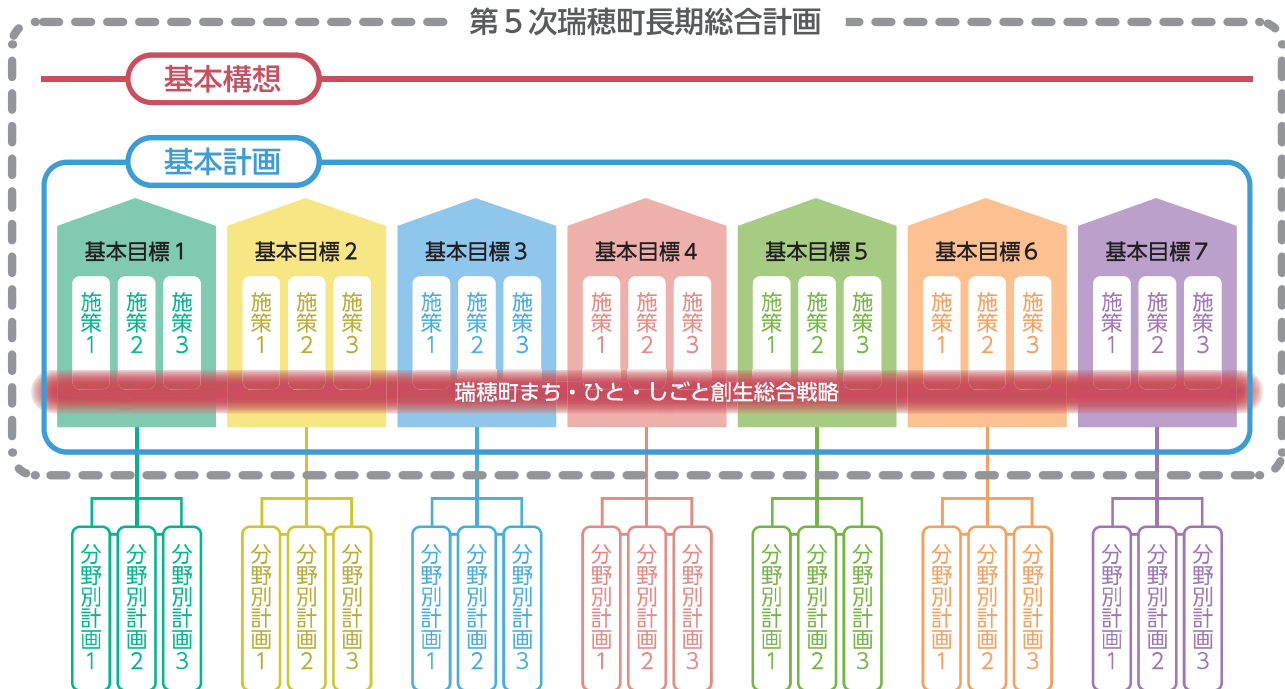 第５次瑞穂町長期総合計画
基本構想
基本計画
基本目標1
施策1
施策2
施策3
基本目標2
施策1
施策2
施策3
基本目標3
施策1
施策2
施策3
基本目標4
施策1
施策2
施策3
基本目標5
施策1
施策2
施策3
基本目標6
施策1
施策2
施策3
基本目標7
施策1
施策2
施策3
瑞穂町まち・ひと・しごと創生総合戦略
分野別計画1
分野別計画2
分野別計画3
分野別計画1
分野別計画2
分野別計画3
分野別計画1
分野別計画2
分野別計画3
分野別計画1
分野別計画2
分野別計画3
分野別計画1
分野別計画2
分野別計画3
分野別計画1
分野別計画2
分野別計画3
分野別計画1
分野別計画2
分野別計画3